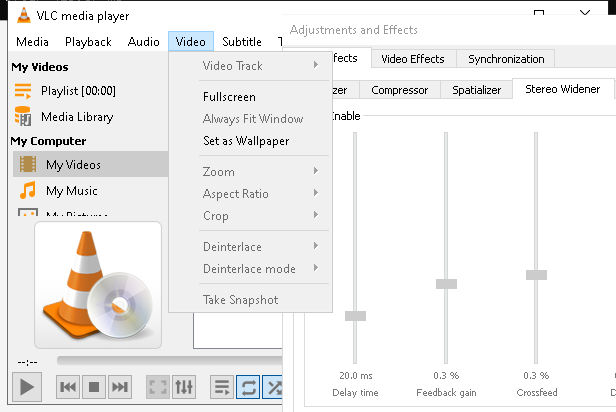 VLC media player
Media Playback Audio Video Subtitle T
My Videos
Playlist [00:00]
Media Library
My Computer
My Videos
My Music
My Pictures
--:--
Video Track
Fullscreen
Always Fit Window
Set as Wallpaper
Zoom
Aspect Ratio
Crop
Deinterlace
Deinterlace mode
Take Snapshot
Adjustments and Effects
ffects Video Effects Synchronization
zer Compressor Spatializer Stereo Widener
Enable
20.0 ms 0.3 % 0.3 %
Delay time Feedback gain Crossfeed D